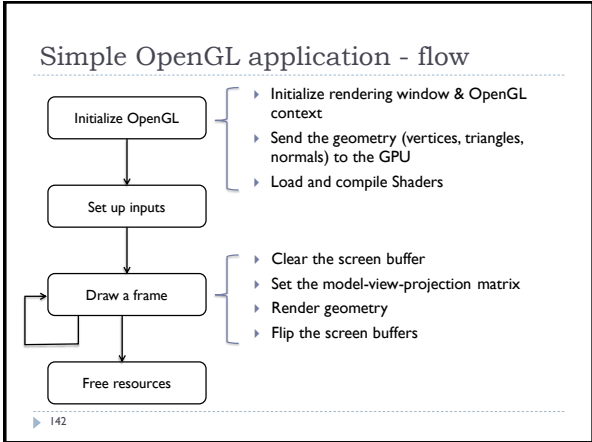 Simple OpenGL application - flow
Initialize OpenGL
Initialize rendering window & OpenGL
context
Send the geometry (vertices, triangles,
normals) to the GPU
Load and compile Shaders
Set up inputs
Draw a frame
Clear the screen buffer
Set the model-view-projection matrix
Render geometry
Flip the screen buffers
Free resources
142